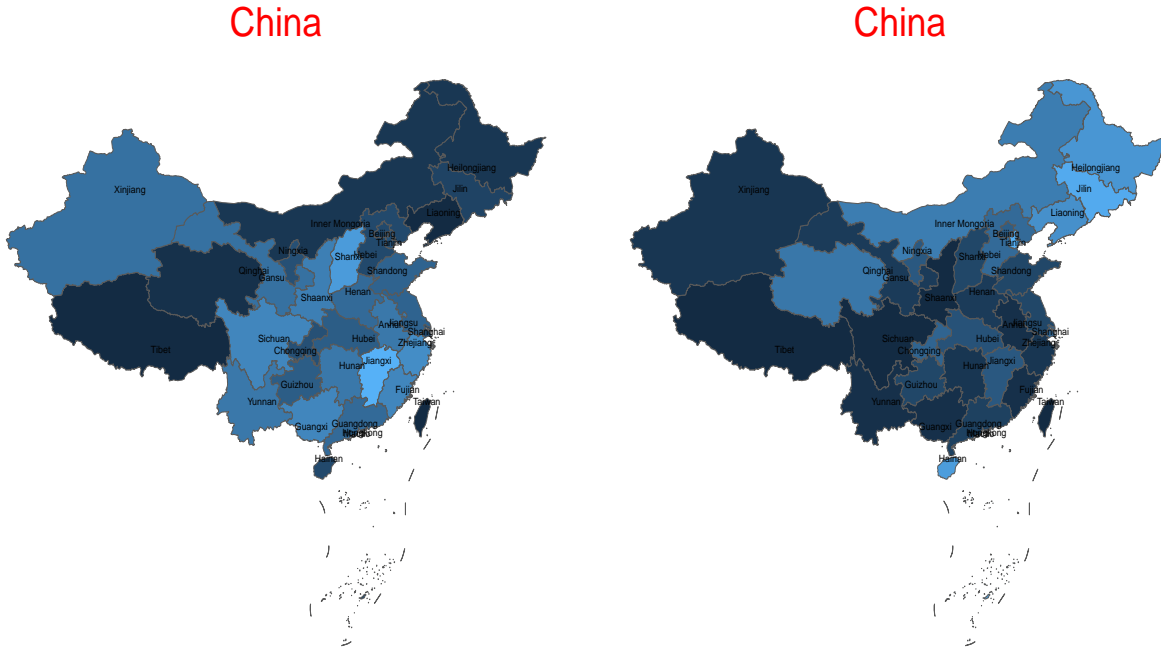 China
Xinjiang
Heilongjiang
Jilin
Liaoning
Inner Mongoria
Beijing
Tianjin
Ningxia
Shanxi
Hebei
Qinghai
Gansu
Shandong
Shaanxi
Henan
Jiangsu
Anhui
Shanghai
Sichuan
Hubei
Zhejiang
Tibet
Chongqing
Hunan
Jiangxi
Guizhou
Fujian
Yunnan
Taiwan
Guangxi
Guangdong
Hainan
China
Xinjiang
Heilongjiang
Jilin
Liaoning
Inner Mongoria
Beijing
Tianjin
Ningxia
Shanxi
Hebei
Qinghai
Gansu
Shandong
Shaanxi
Henan
Jiangsu
Anhui
Shanghai
Sichuan
Hubei
Zhejiang
Tibet
Chongqing
Hunan
Jiangxi
Guizhou
Fujian
Yunnan
Taiwan
Guangxi
Guangdong
Hainan